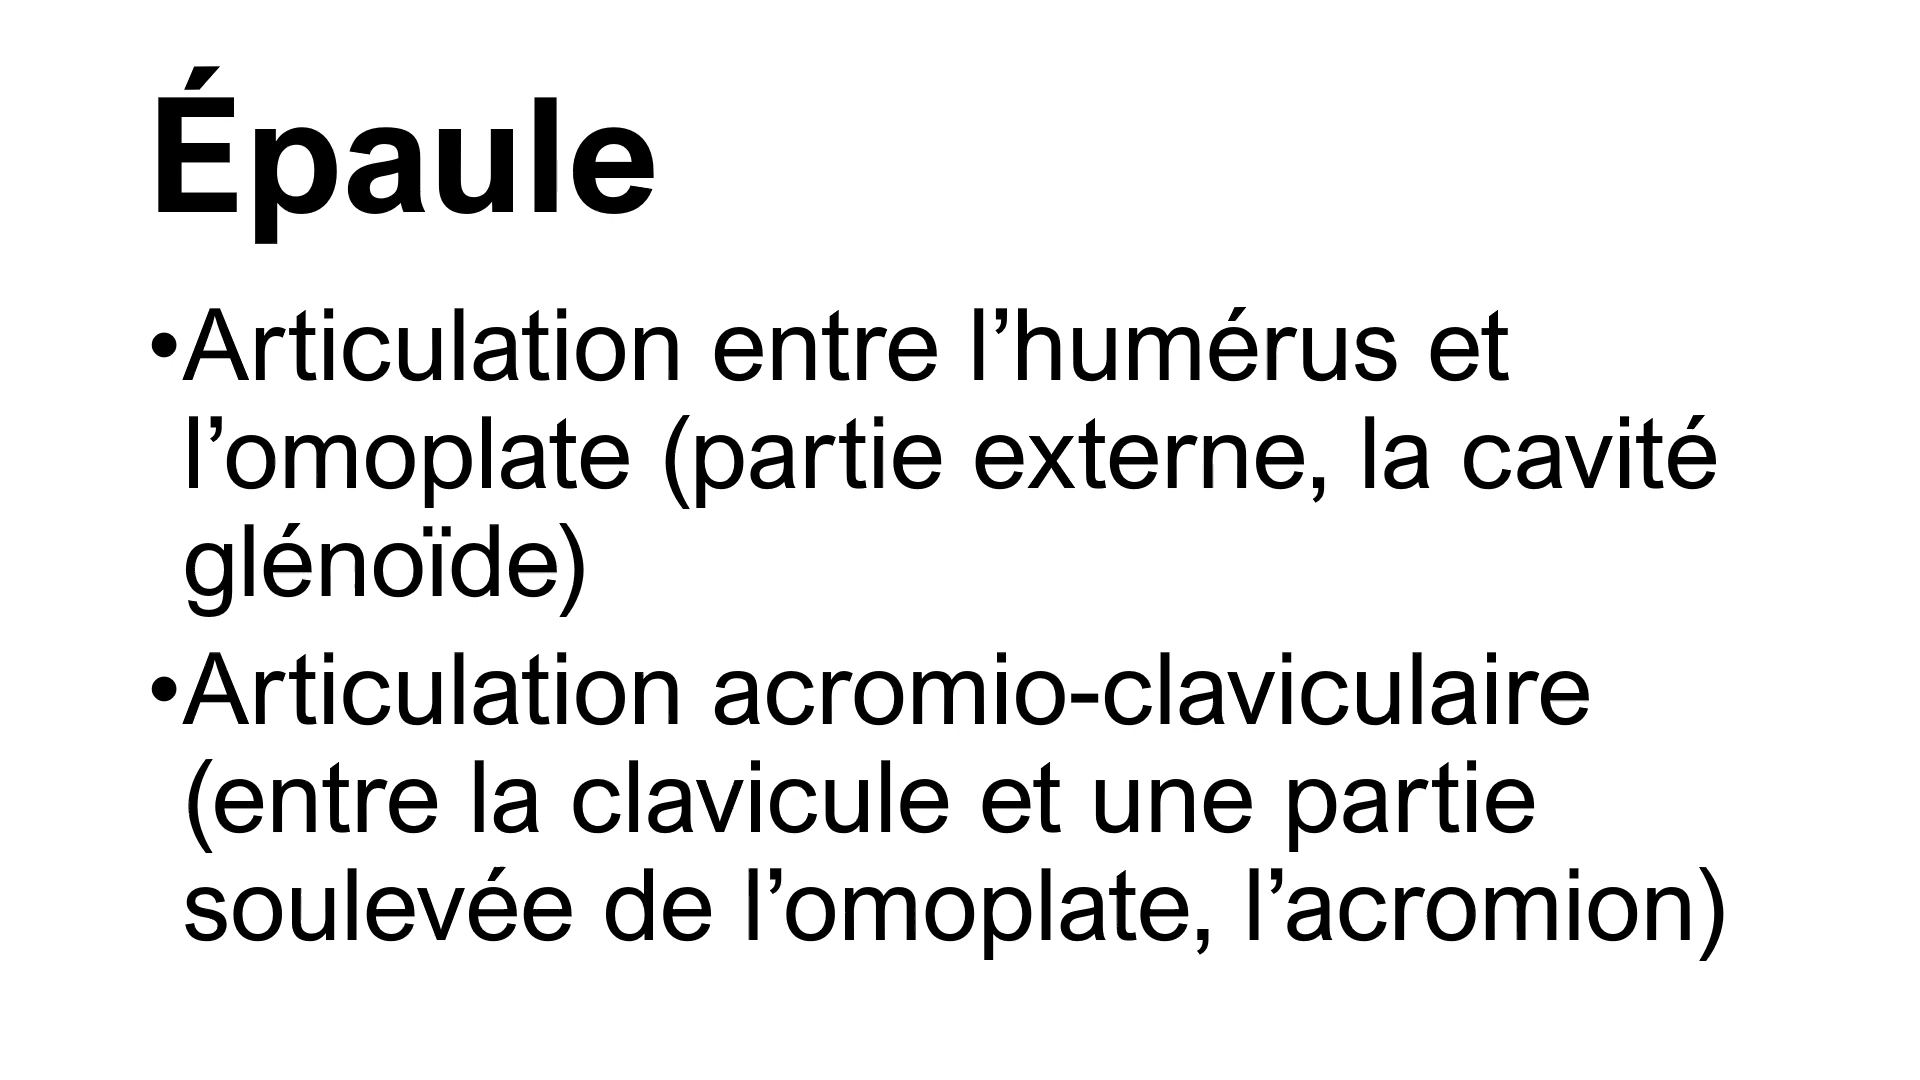 Épaule
•Articulation entre l’humérus et
l’omoplate (partie externe, la cavité
glénoïde)
•Articulation acromio-claviculaire
(entre la clavicule et une partie
soulevée de l’omoplate, l’acromion)